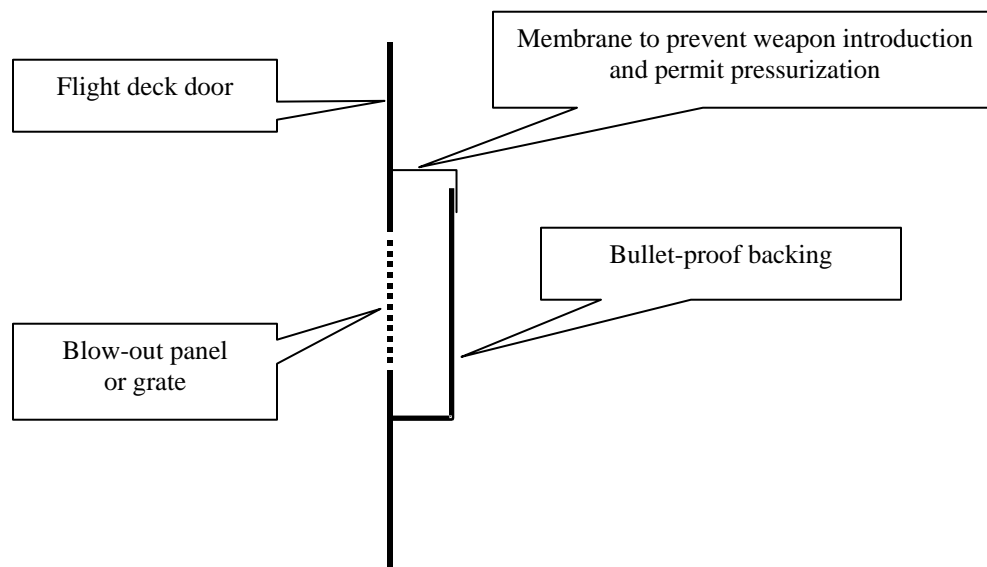 Membrane to prevent weapon introduction
and permit pressurization
Flight deck door
Bullet-proof backing
Blow-out panel
or grate